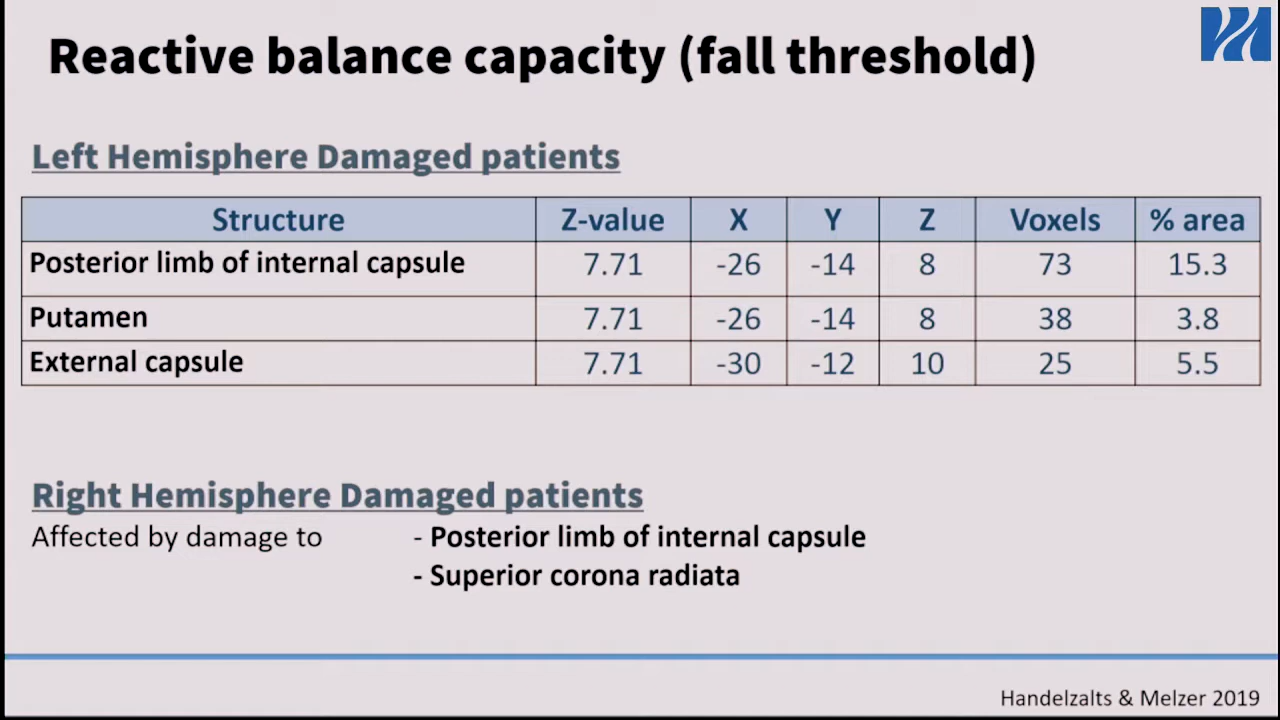 Reactive balance capacity (fall threshold)
Left Hemisphere Damaged patients
Structure Z-value X Y Z Voxels % area
Posterior limb of internal capsule 7.71 -26 -14 8 73 15.3
Putamen 7.71 -26 -14 8 38 3.8
External capsule 7.71 -30 -12 10 25 5.5
Right Hemisphere Damaged patients
Affected by damage to - Posterior limb of internal capsule
- Superior corona radiata
Handelzalts & Melzer 2019